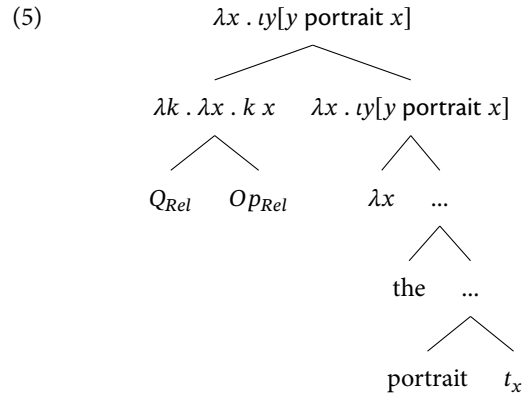 (5)
λx . ιy[y portrait x]
λk . λx . k x λx . ιy[y portrait x]
Q_Rel Op_Rel λx ...
the ...
portrait t_x